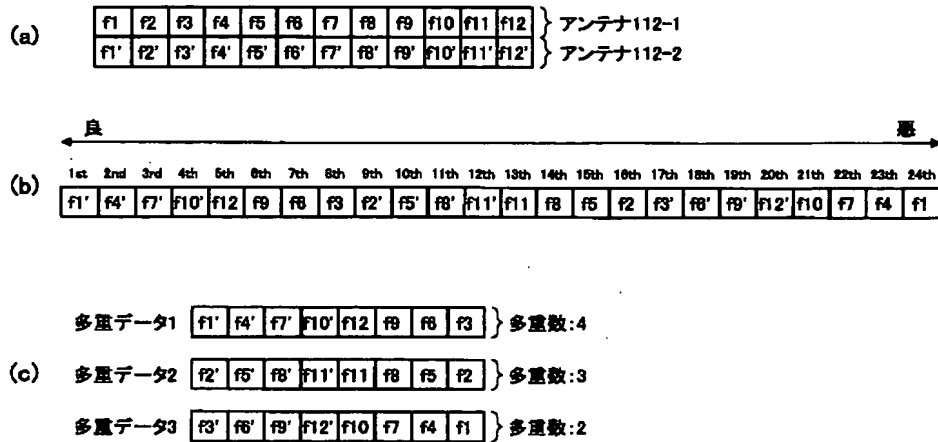 (a)
f1 f2 f3 f4 f5 f6 f7 f8 f9 f10 f11 f12 } アンテナ112-1
f1' f2' f3' f4' f5' f6' f7' f8' f9' f10' f11' f12' } アンテナ112-2
良 悪
1st 2nd 3rd 4th 5th 6th 7th 8th 9th 10th 11th 12th 13th 14th 15th 16th 17th 18th 19th 20th 21th 22th 23th 24th
(b) f1' f4' f7' f10' f12 f9 f6 f3 f2' f5' f8' f11' f11 f8 f5 f2 f3' f6' f9' f12' f10 f7 f4 f1
多重データ1 f1' f4' f7' f10' f12 f9 f6 f3 } 多重数:4
(c) 多重データ2 f2' f5' f8' f11' f11 f8 f5 f2 } 多重数:3
多重データ3 f3' f6' f9' f12' f10 f7 f4 f1 } 多重数:2